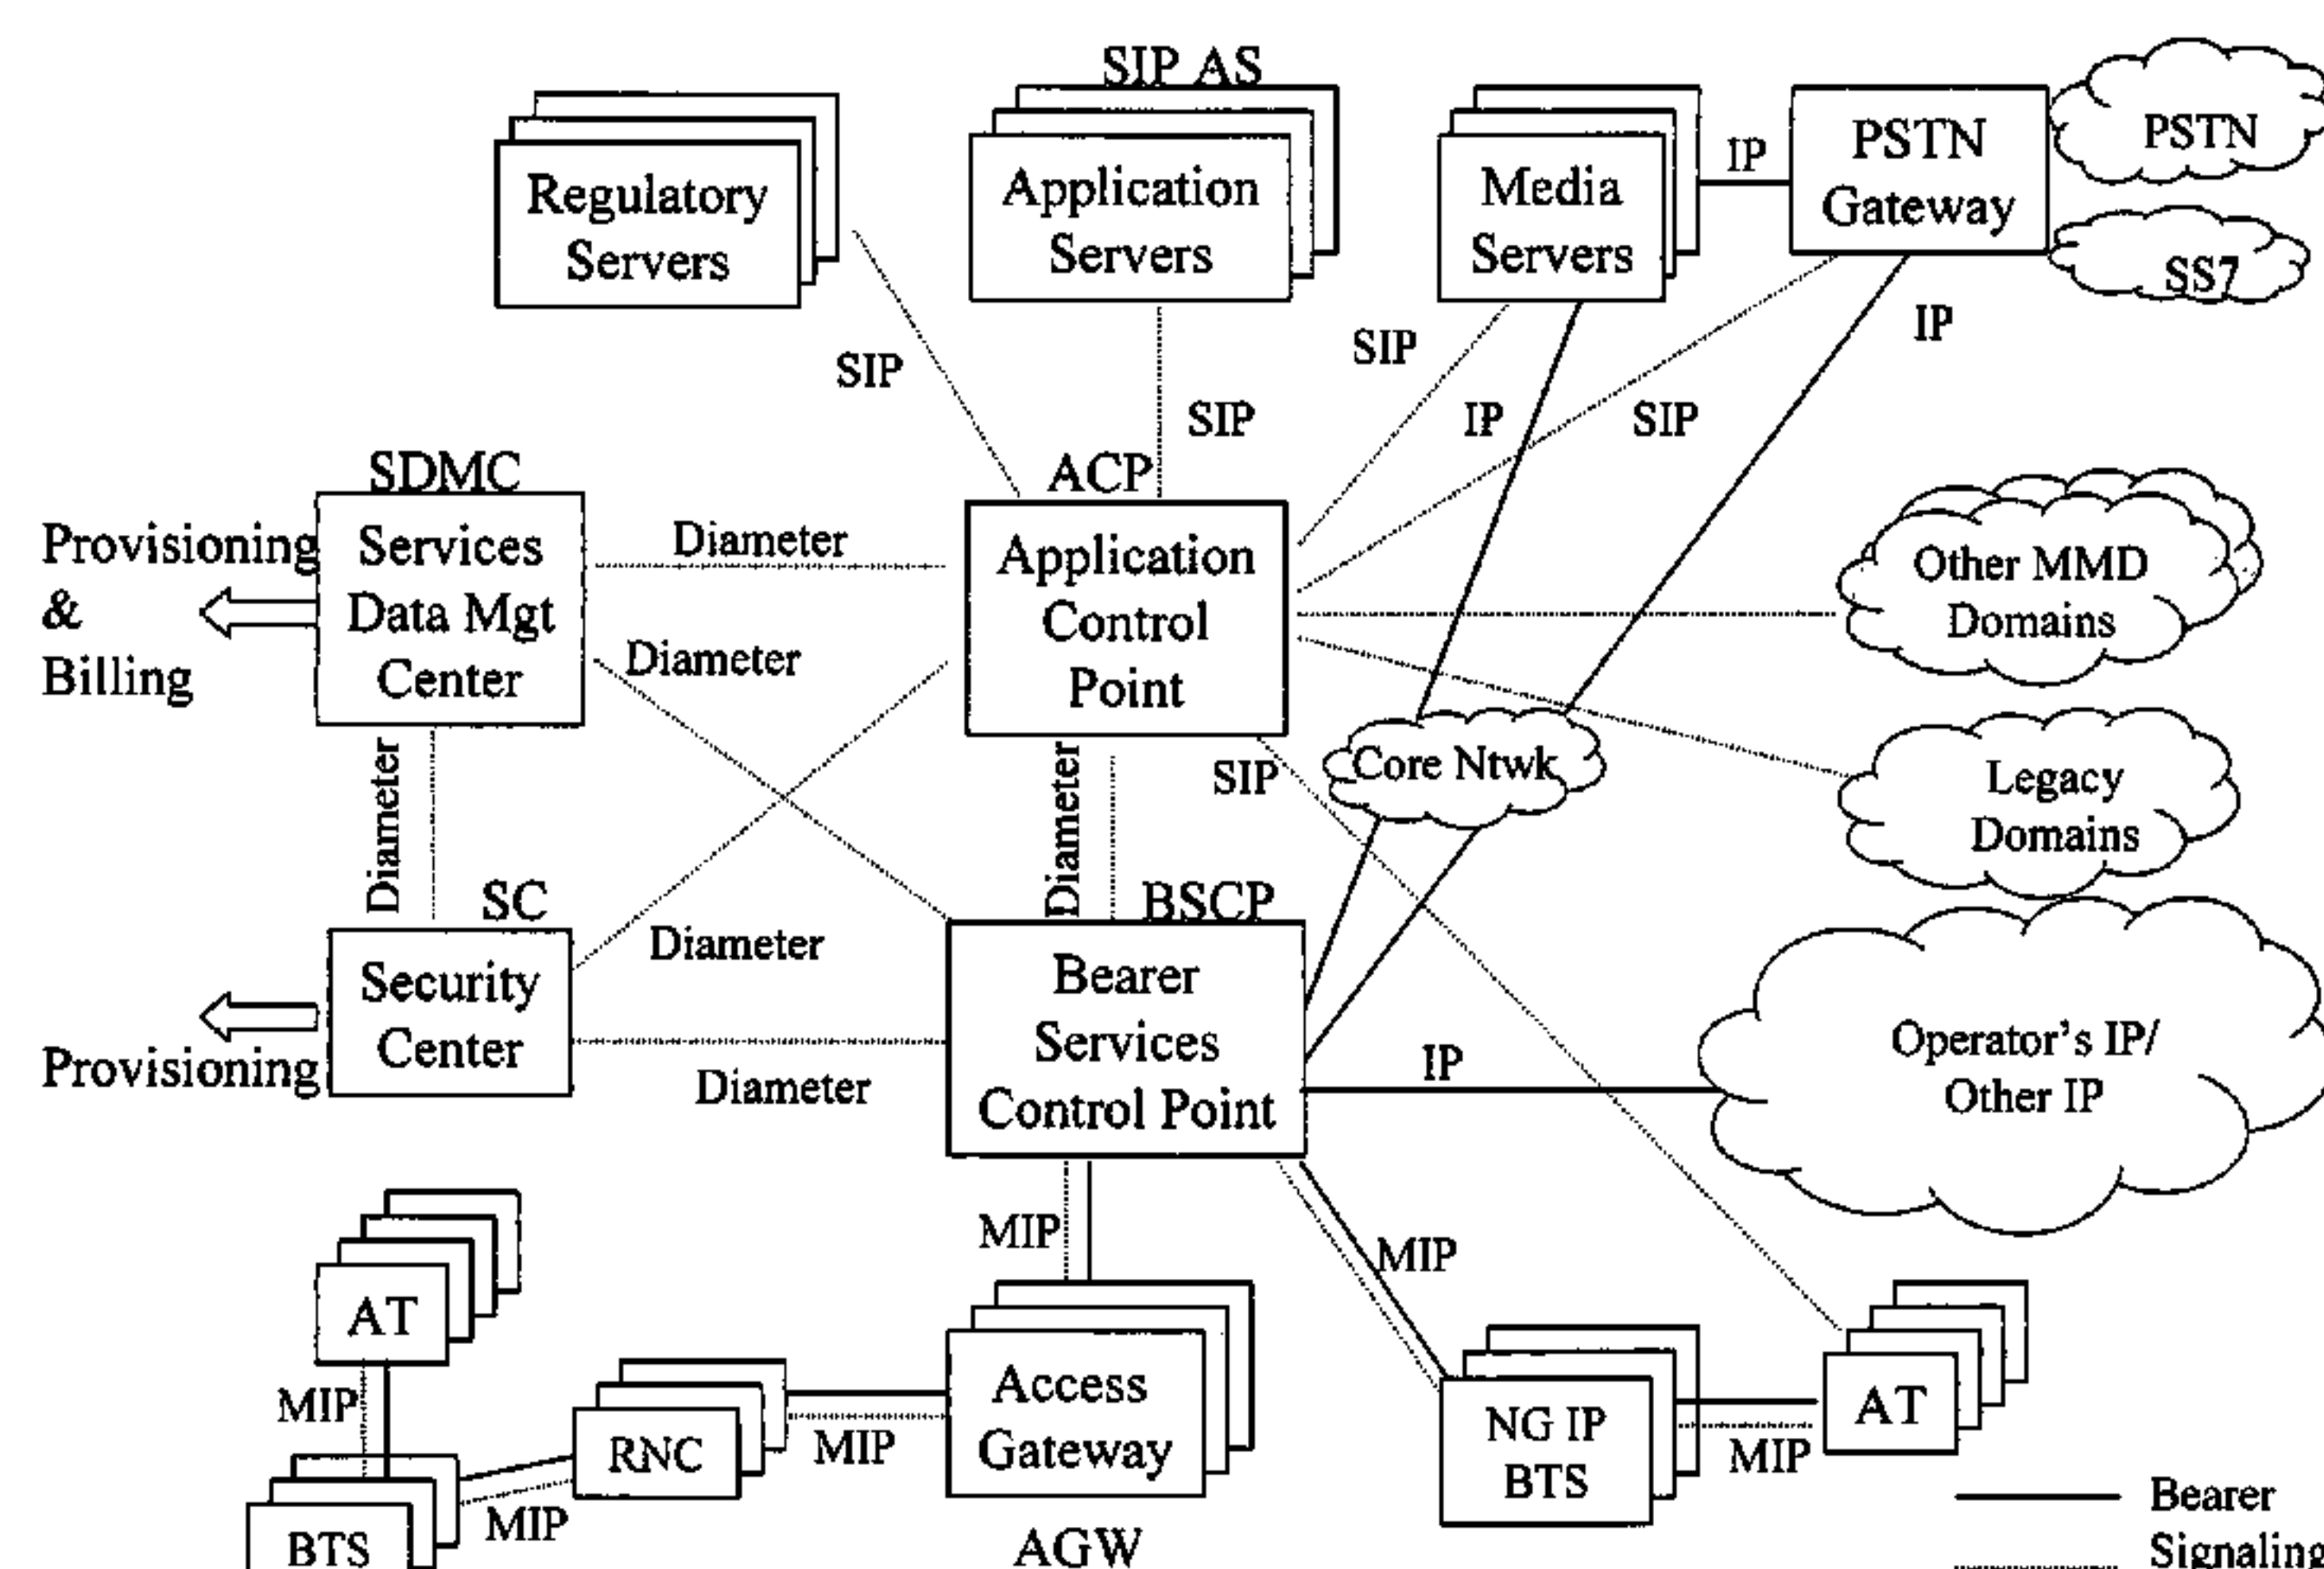 SIP AS
Regulatory
Servers
Application
Servers
Media
Servers
IP
PSTN
Gateway
PSTN
SS7
IP
SIP
SIP
SIP
IP
SIP
SDMC
Services
Data Mgt
Center
Provisioning
&
Billing
Diameter
Diameter
ACP
Application
Control
Point
Other MMD
Domains
Legacy
Domains
Core Ntwk
SIP
Diameter
Diameter
SC
Security
Center
Provisioning
Diameter
Diameter
BSCP
Bearer
Services
Control Point
IP
Operator's IP/
Other IP
MIP
MIP
AT
MIP
BTS
MIP
RNC
MIP
Access
Gateway
AGW
NG IP
BTS
MIP
AT
Bearer
Signaling